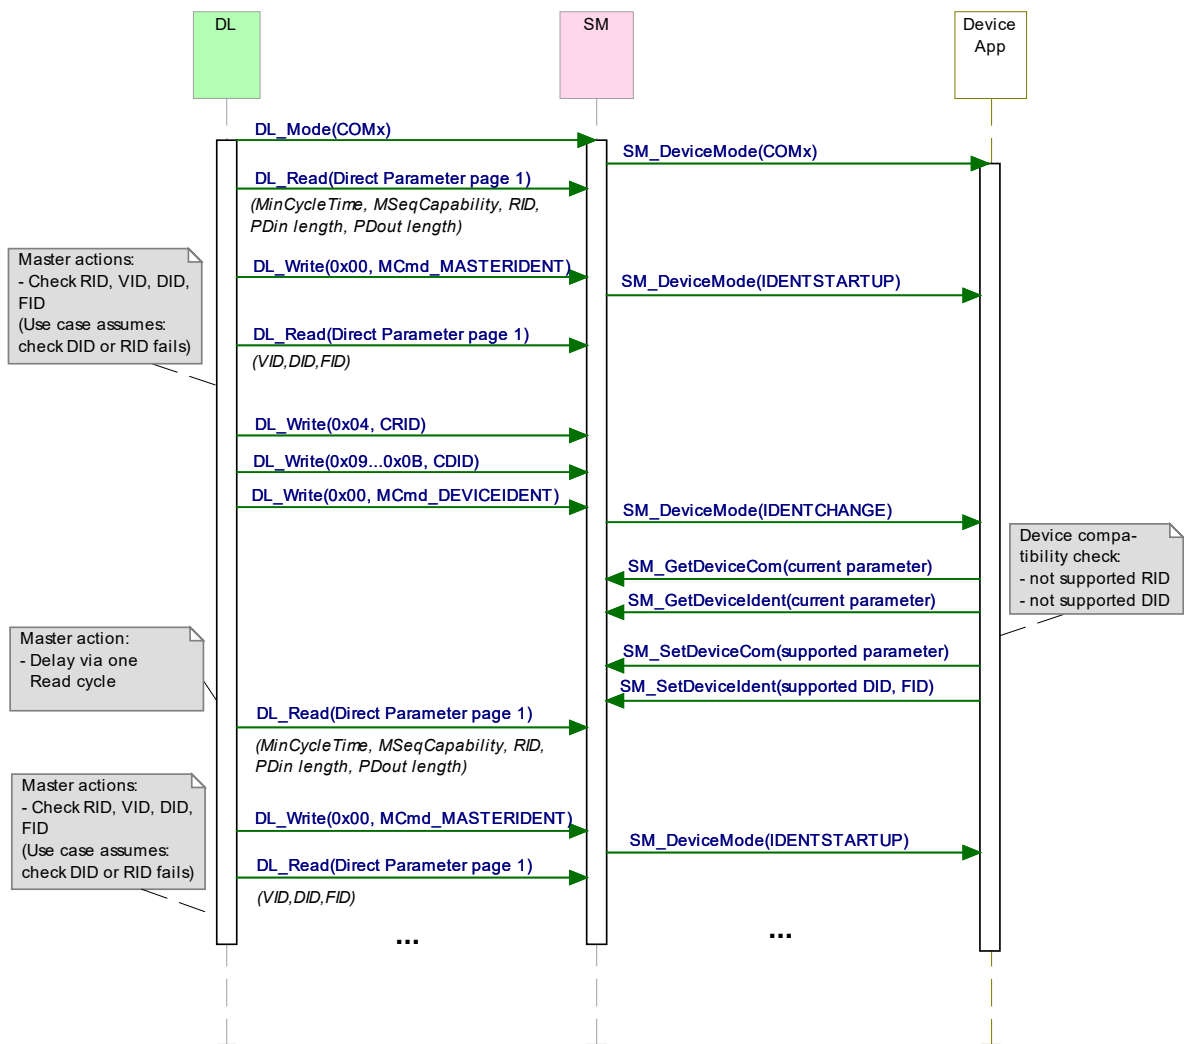 DL
SM
Device
App
DL_Mode(COMx)
SM_DeviceMode(COMx)
DL_Read(Direct Parameter page 1)
(MinCycleTime, MSeqCapability, RID,
PDin length, PDout length)
Master actions:
- Check RID, VID, DID,
FID
(Use case assumes:
check DID or RID fails)
DL_Write(0x00, MCmd_MASTERIDENT)
SM_DeviceMode(IDENTSTARTUP)
DL_Read(Direct Parameter page 1)
(VID,DID,FID)
DL_Write(0x04, CRID)
DL_Write(0x09...0x0B, CDID)
DL_Write(0x00, MCmd_DEVICEIDENT)
SM_DeviceMode(IDENTCHANGE)
Device compa-
tibility check:
- not supported RID
- not supported DID
SM_GetDeviceCom(current parameter)
SM_GetDeviceIdent(current parameter)
Master action:
- Delay via one
Read cycle
SM_SetDeviceCom(supported parameter)
SM_SetDeviceIdent(supported DID, FID)
DL_Read(Direct Parameter page 1)
(MinCycleTime, MSeqCapability, RID,
PDin length, PDout length)
Master actions:
- Check RID, VID, DID,
FID
(Use case assumes:
check DID or RID fails)
DL_Write(0x00, MCmd_MASTERIDENT)
SM_DeviceMode(IDENTSTARTUP)
DL_Read(Direct Parameter page 1)
(VID,DID,FID)
...
...